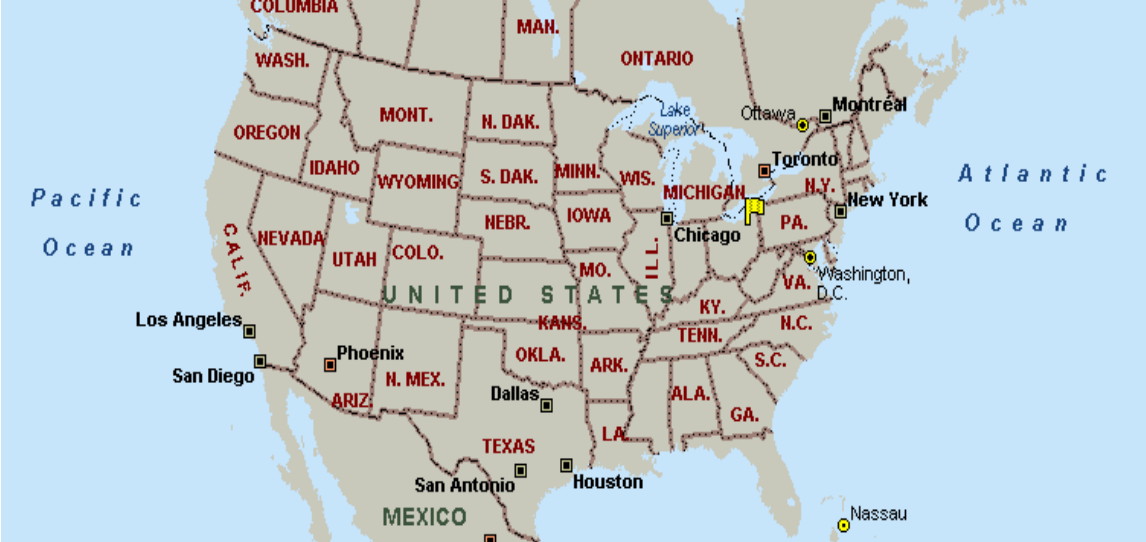 COLUMBIA
MAN.
WASH.
ONTARIO
MONT.
N. DAK.
Lake
Superior
Ottawa
Montréal
OREGON
IDAHO
WYOMING
S. DAK.
MINN.
WIS.
MICHIGAN
Toronto
N.Y.
New York
Pacific
Ocean
Atlantic
Ocean
CALIF.
NEVADA
UTAH
COLO.
NEBR.
IOWA
Chicago
PA.
ILL.
MO.
UNITED STATES
KANS.
KY.
VA.
Washington,
D.C.
Los Angeles
San Diego
Phoenix
ARIZ.
N. MEX.
OKLA.
ARK.
TENN.
N.C.
S.C.
Dallas
ALA.
GA.
TEXAS
LA.
San Antonio
Houston
MEXICO
Nassau